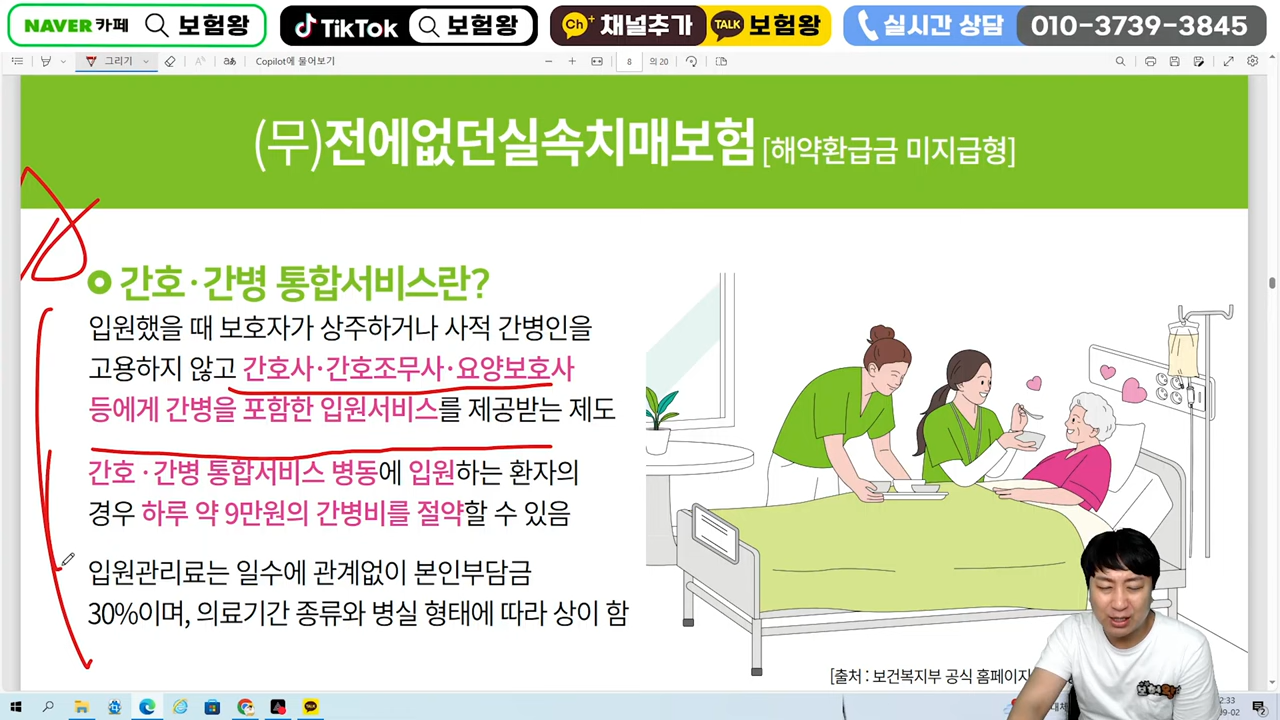 NAVER 카페 보험왕
TikTok 보험왕
Ch+ 채널추가 TALK 보험왕
실시간 상담 010-3739-3845
그리기
Copilot에 물어보기
8 의 20
(무)전에없던실속치매보험 [해약환급금 미지급형]
간호·간병 통합서비스란?
입원했을 때 보호자가 상주하거나 사적 간병인을
고용하지 않고 간호사·간호조무사·요양보호사
등에게 간병을 포함한 입원서비스를 제공받는 제도
간호·간병 통합서비스 병동에 입원하는 환자의
경우 하루 약 9만원의 간병비를 절약할 수 있음
입원관리료는 일수에 관계없이 본인부담금
30%이며, 의료기관 종류와 병실 형태에 따라 상이 함
[출처 : 보건복지부 공식 홈페이지
보험왕